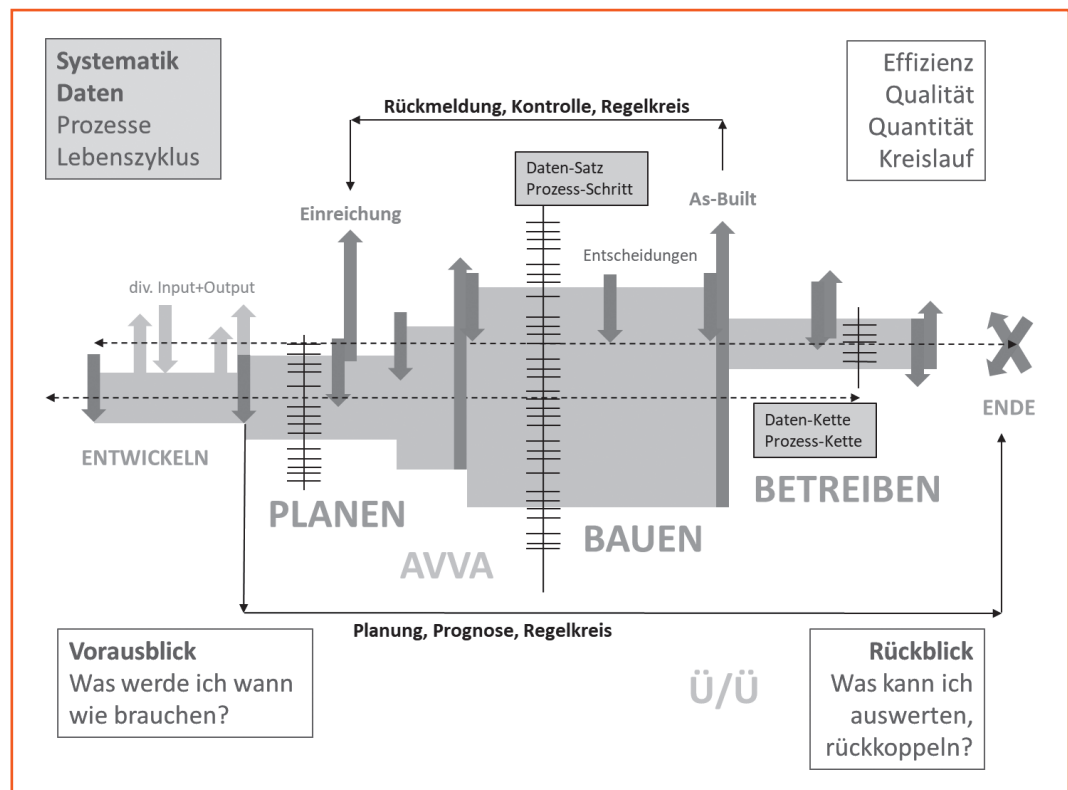 Systematik
Daten
Prozesse
Lebenszyklus
Effizienz
Qualität
Quantität
Kreislauf
Rückmeldung, Kontrolle, Regelkreis
Daten-Satz
Prozess-Schritt
Einreichung
As-Built
Entscheidungen
div. Input+Output
ENTWICKELN
PLANEN
AVVA
BAUEN
Daten-Kette
Prozess-Kette
BETREIBEN
ENDE
Planung, Prognose, Regelkreis
Vorausblick
Was werde ich wann
wie brauchen?
Ü/Ü
Rückblick
Was kann ich
auswerten,
rückkoppeln?